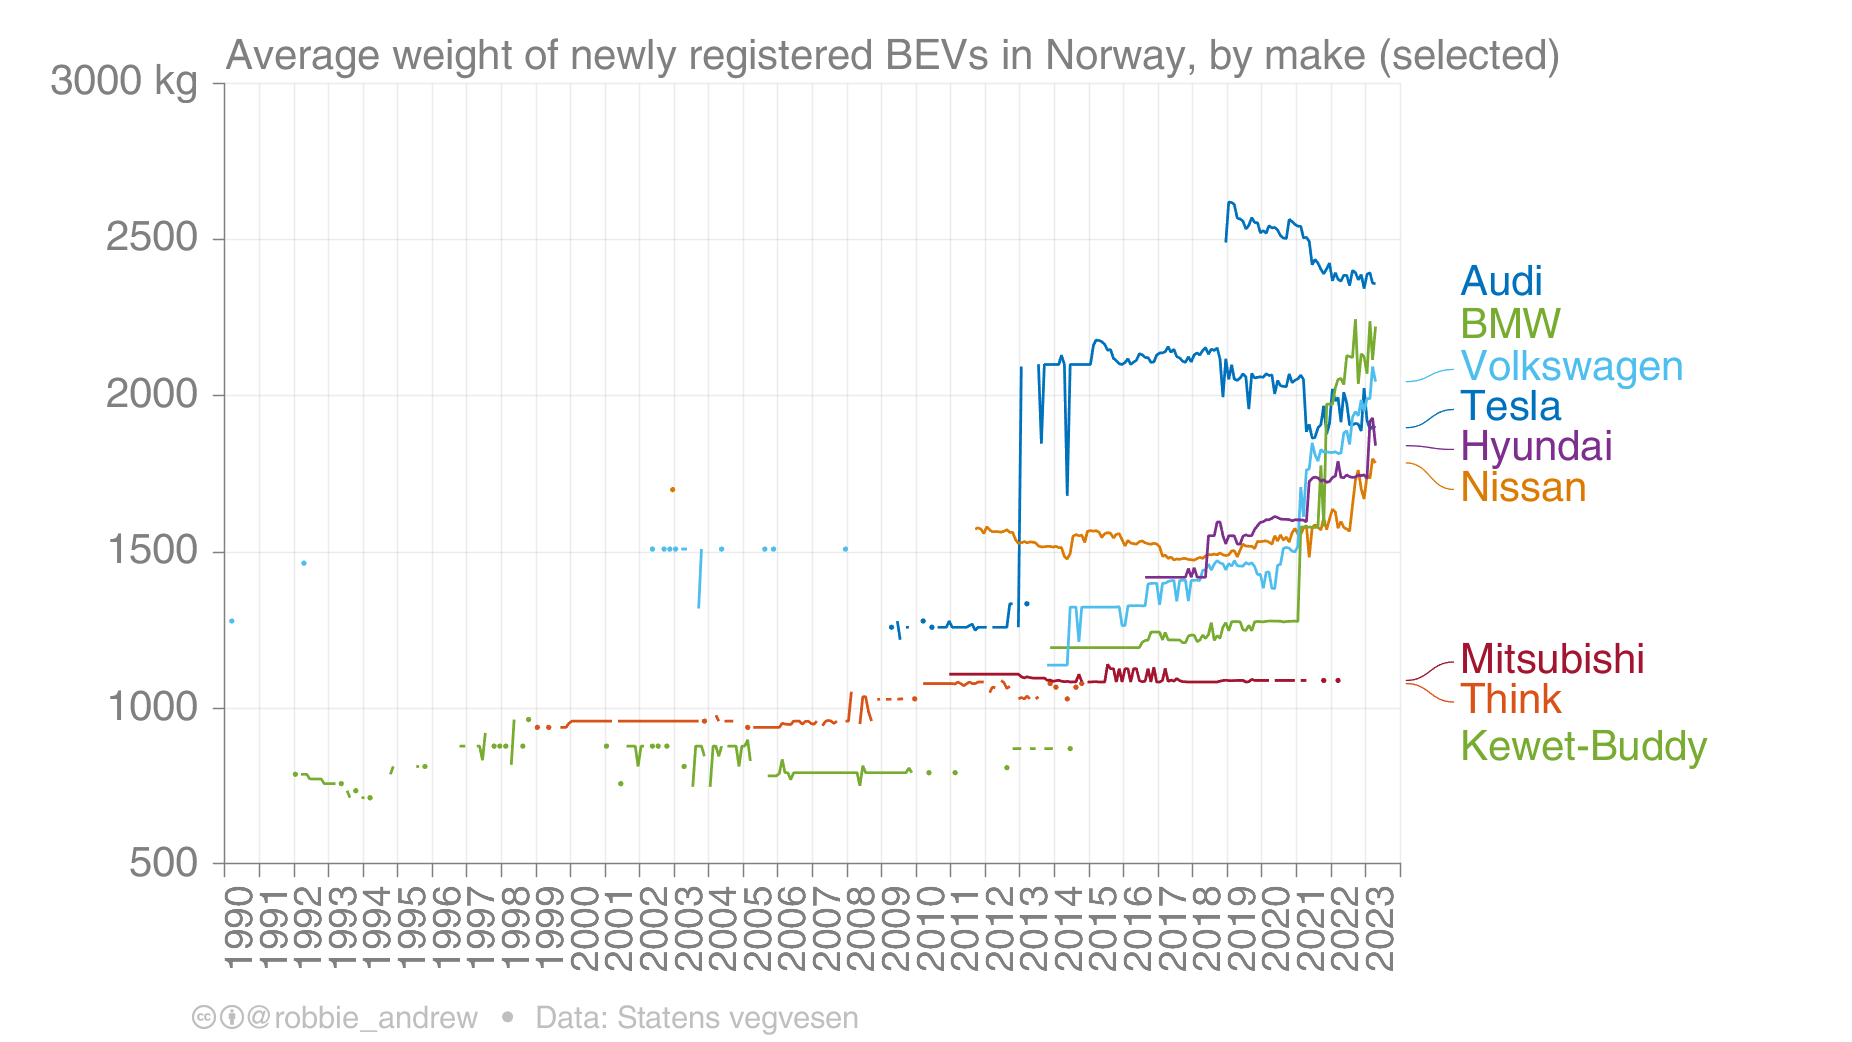 Average weight of newly registered BEVs in Norway, by make (selected)
3000 kg
2500
2000
1500
1000
500
Audi
BMW
Volkswagen
Tesla
Hyundai
Nissan
Mitsubishi
Think
Kewet-Buddy
1990 1991 1992 1993 1994 1995 1996 1997 1998 1999 2000 2001 2002 2003 2004 2005 2006 2007 2008 2009 2010 2011 2012 2013 2014 2015 2016 2017 2018 2019 2020 2021 2022 2023
cc @robbie_andrew • Data: Statens vegvesen